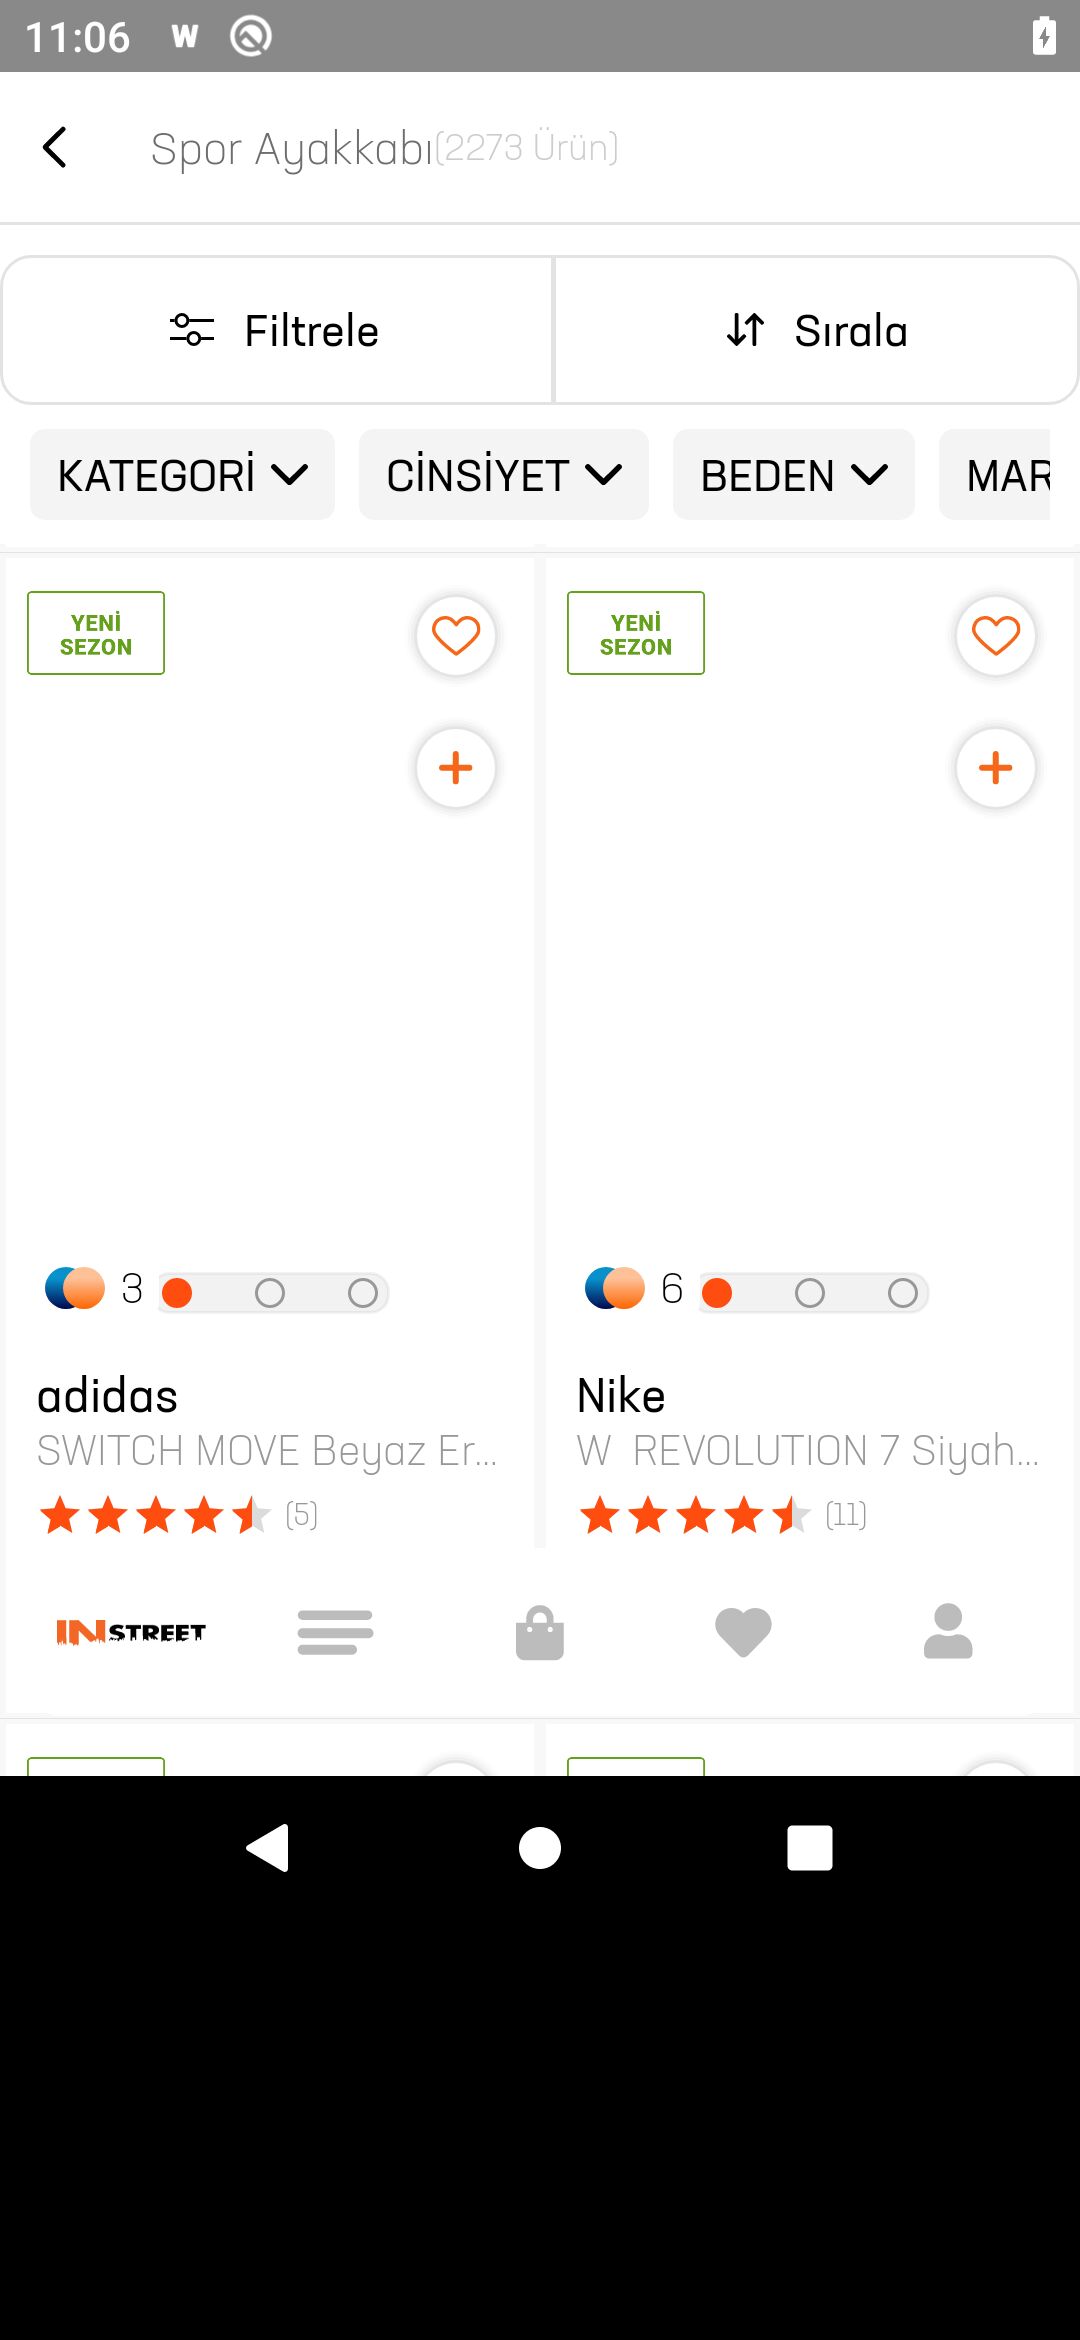 11:06
Spor Ayakkabı(2273 Ürün)
Filtrele
Sırala
KATEGORİ
CİNSİYET
BEDEN
MAR
YENİ
SEZON
YENİ
SEZON
3
6
adidas
SWITCH MOVE Beyaz Er...
(5)
Nike
W REVOLUTION 7 Siyah...
(11)
INSTREET